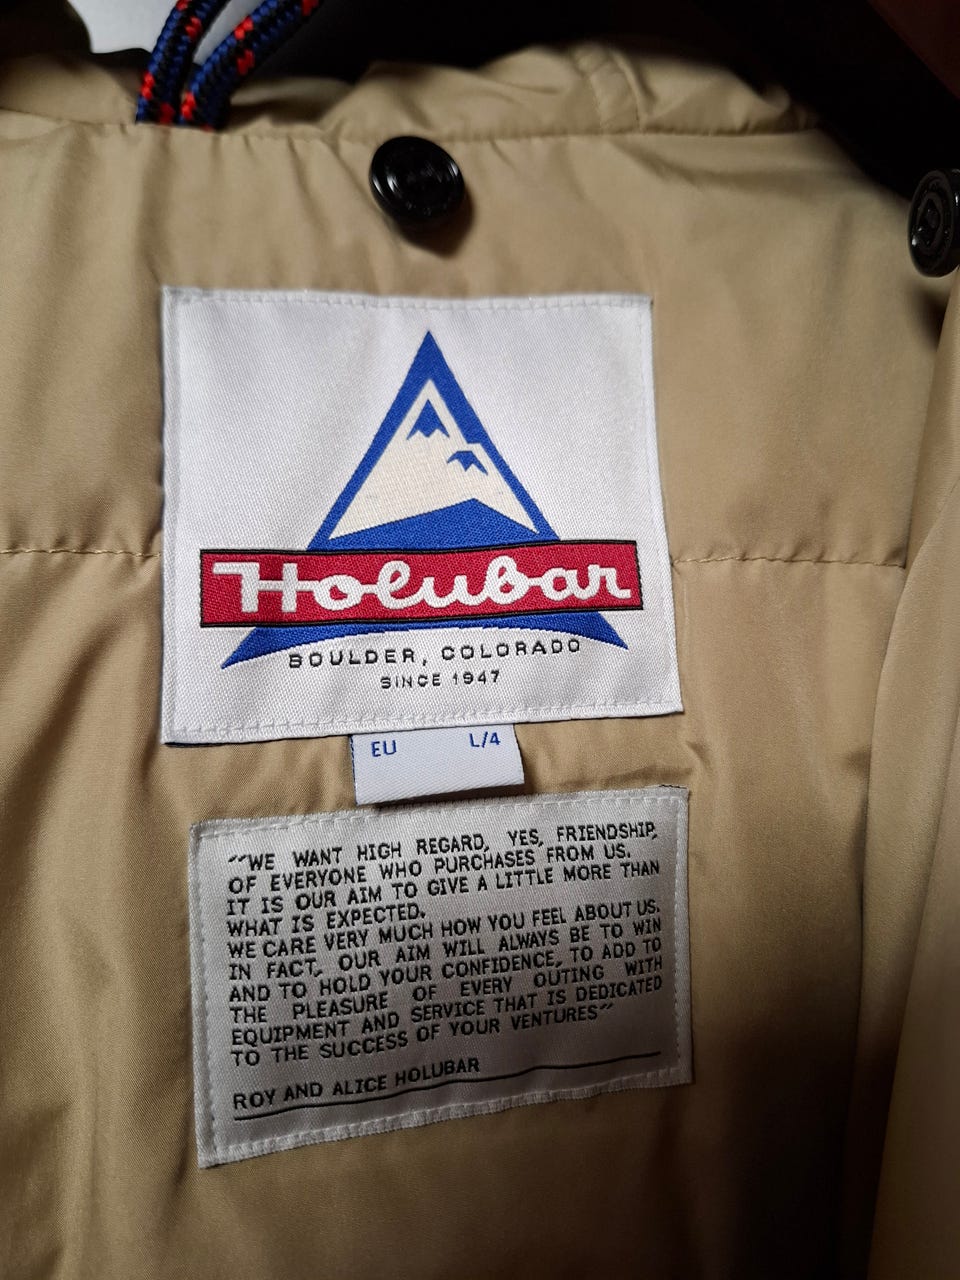 Holubar
BOULDER, COLORADO
SINCE 1947
EU L/4
"WE WANT HIGH REGARD, YES, FRIENDSHIP,
OF EVERYONE WHO PURCHASES FROM US.
IT IS OUR AIM TO GIVE A LITTLE MORE THAN
WHAT IS EXPECTED.
WE CARE VERY MUCH HOW YOU FEEL ABOUT US.
IN FACT, OUR AIM WILL ALWAYS BE TO WIN
AND TO HOLD YOUR CONFIDENCE, TO ADD TO
THE PLEASURE OF EVERY OUTING WITH
EQUIPMENT AND SERVICE THAT IS DEDICATED
TO THE SUCCESS OF YOUR VENTURES"
ROY AND ALICE HOLUBAR